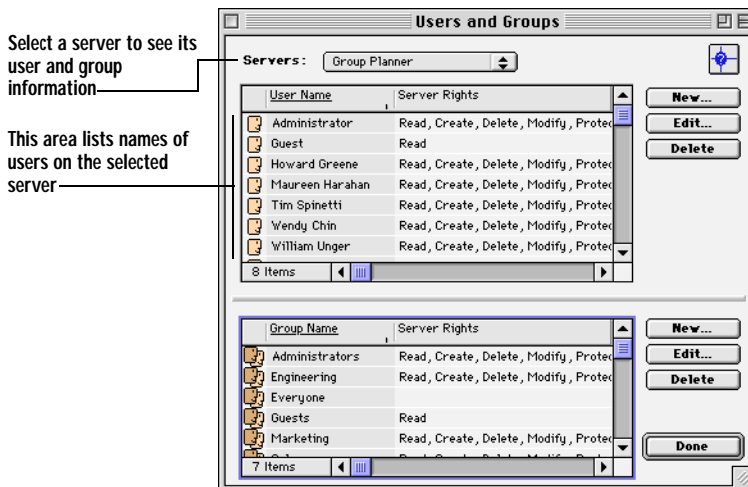 Users and Groups
Select a server to see its
user and group
information
Servers: Group Planner
User Name Server Rights
New...
Administrator Read, Create, Delete, Modify, Protec
Edit...
Guest Read
Delete
This area lists names of
users on the selected
server
Howard Greene Read, Create, Delete, Modify, Protec
Maureen Harahan Read, Create, Delete, Modify, Protec
Tim Spinetti Read, Create, Delete, Modify, Protec
Wendy Chin Read, Create, Delete, Modify, Protec
William Unger Read, Create, Delete, Modify, Protec
8 Items
Group Name Server Rights
New...
Administrators Read, Create, Delete, Modify, Protec
Edit...
Engineering Read, Create, Delete, Modify, Protec
Delete
Everyone
Guests Read
Marketing Read, Create, Delete, Modify, Protec
Done
7 Items